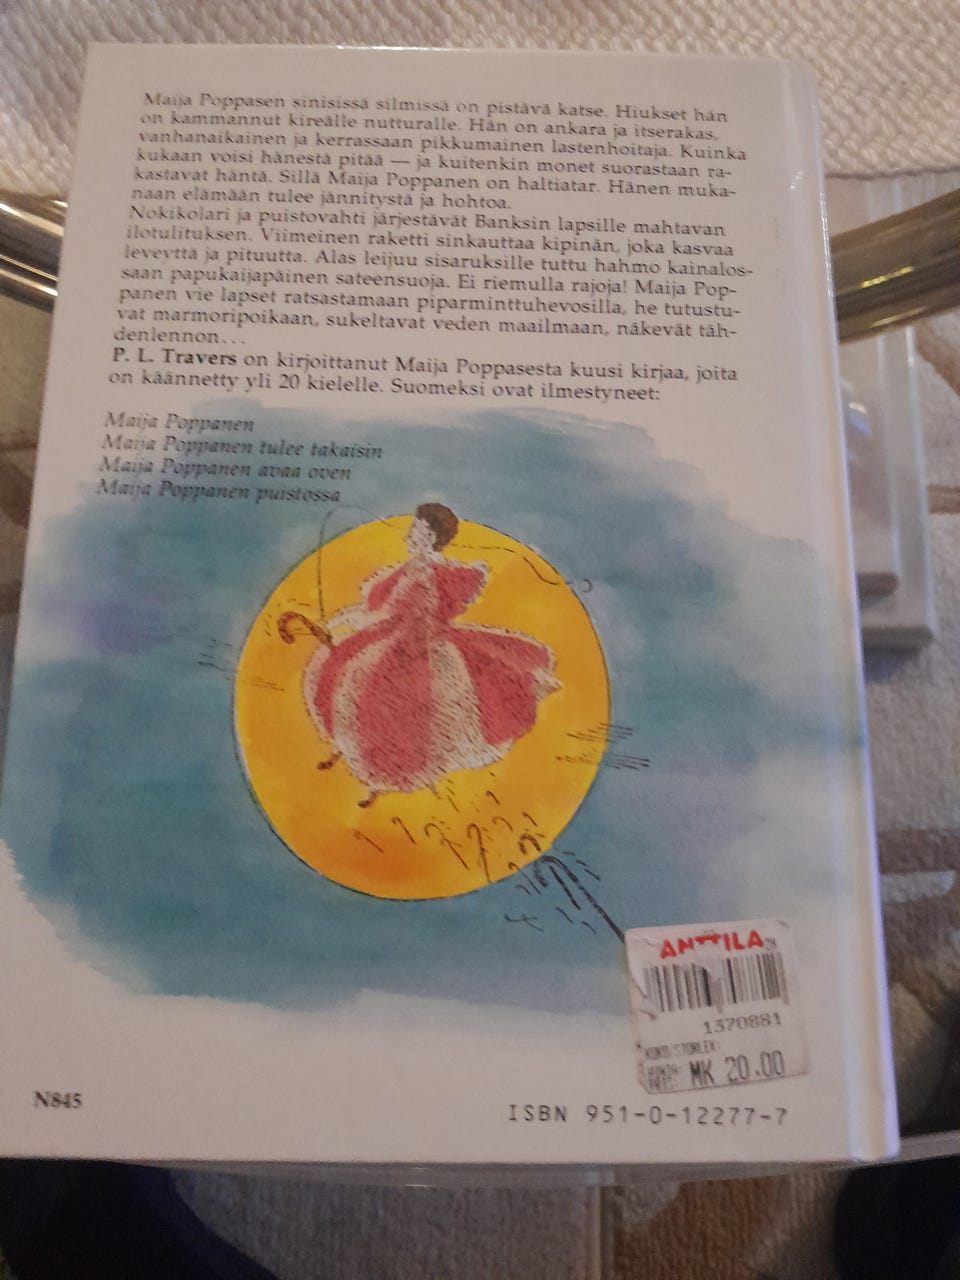 Maija Poppasen sinisissä silmissä on pistävä katse. Hiukset hän
on kammannut kireälle nutturalle. Hän on ankara ja itserakas,
vanhanaikainen ja kerrassaan pikkumainen lastenhoitaja. Kuinka
kukaan voisi hänestä pitää — ja kuitenkin monet suorastaan ra-
kastavat häntä. Sillä Maija Poppanen on haltiatar. Hänen muka-
naan elämään tulee jännitystä ja hohtoa.
Nokikolari ja puistovahti järjestävät Banksin lapsille mahtavan
ilotulituksen. Viimeinen raketti sinkauttaa kipinän, joka kasvaa
leveyttä ja pituutta. Alas leijuu sisaruksille tuttu hahmo kainalos-
saan papukaijapäinen sateensuoja. Ei riemulla rajoja! Maija Pop-
panen vie lapset ratsastamaan piparminttuhevosilla, he tutustu-
vat marmoripoikaan, sukeltavat veden maailmaan, näkevät täh-
denlennon...
P. L. Travers on kirjoittanut Maija Poppasesta kuusi kirjaa, joita
on käännetty yli 20 kielelle. Suomeksi ovat ilmestyneet:
Maija Poppanen
Maija Poppanen tulee takaisin
Maija Poppanen avaa oven
Maija Poppanen puistossa
ANTTILA
1370881
KOKO/STORLEK:
HINTA:
PRIS: MK 20.00
N845
ISBN 951-0-12277-7